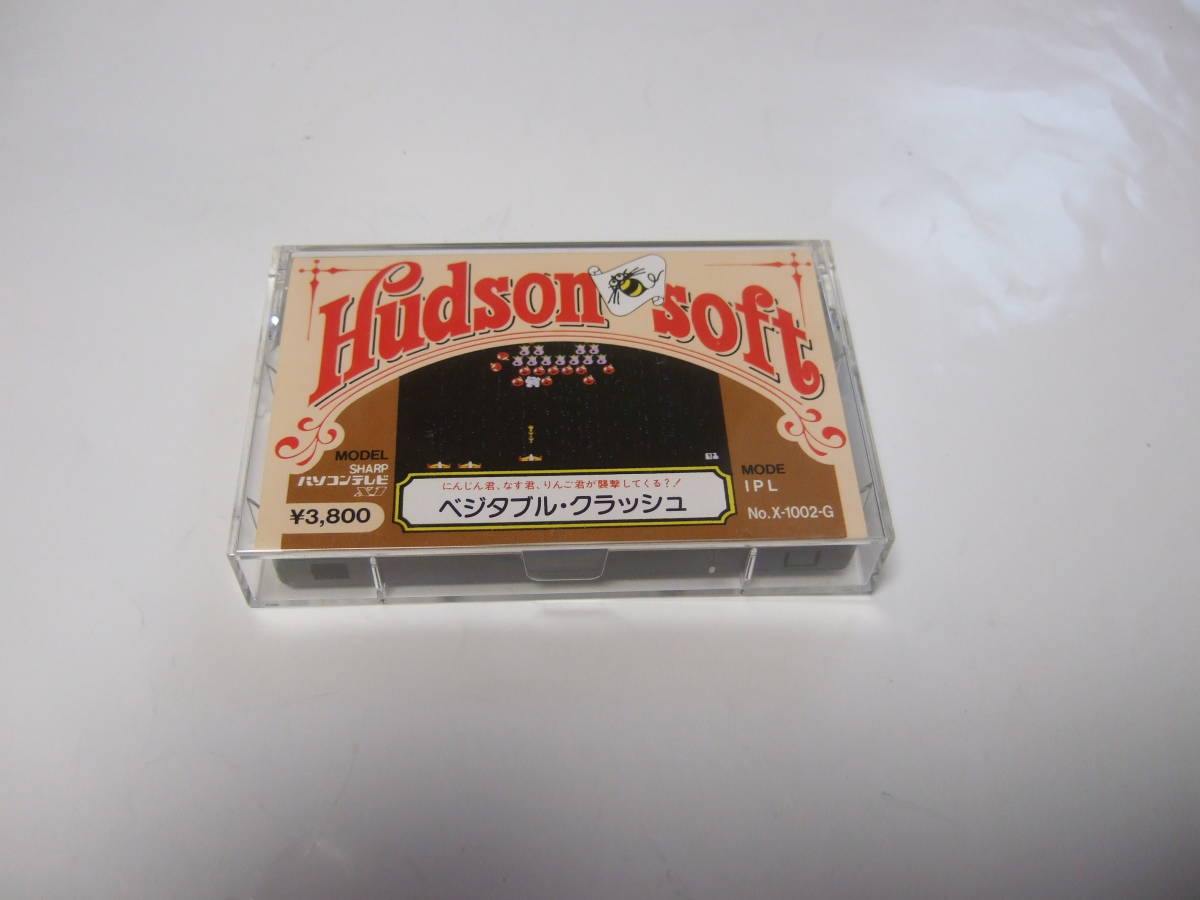 Hudson soft
MODEL
SHARP
パソコンテレビ
X1
¥3,800
にんじん君、なす君、りんご君が襲撃してくる?!
ベジタブル・クラッシュ
MODE
IPL
No.X-1002-G